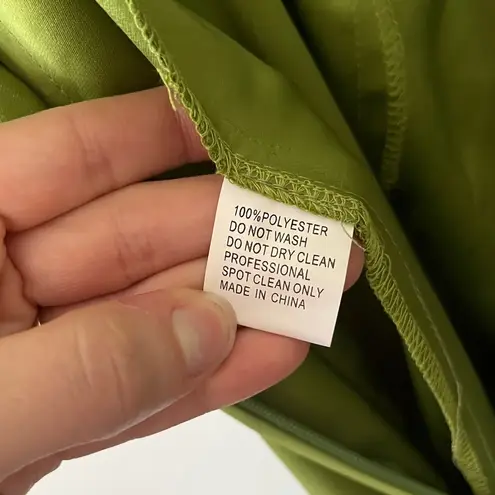 100%POLYESTER
DO NOT WASH
DO NOT DRY CLEAN
PROFESSIONAL
SPOT CLEAN ONLY
MADE IN CHINA